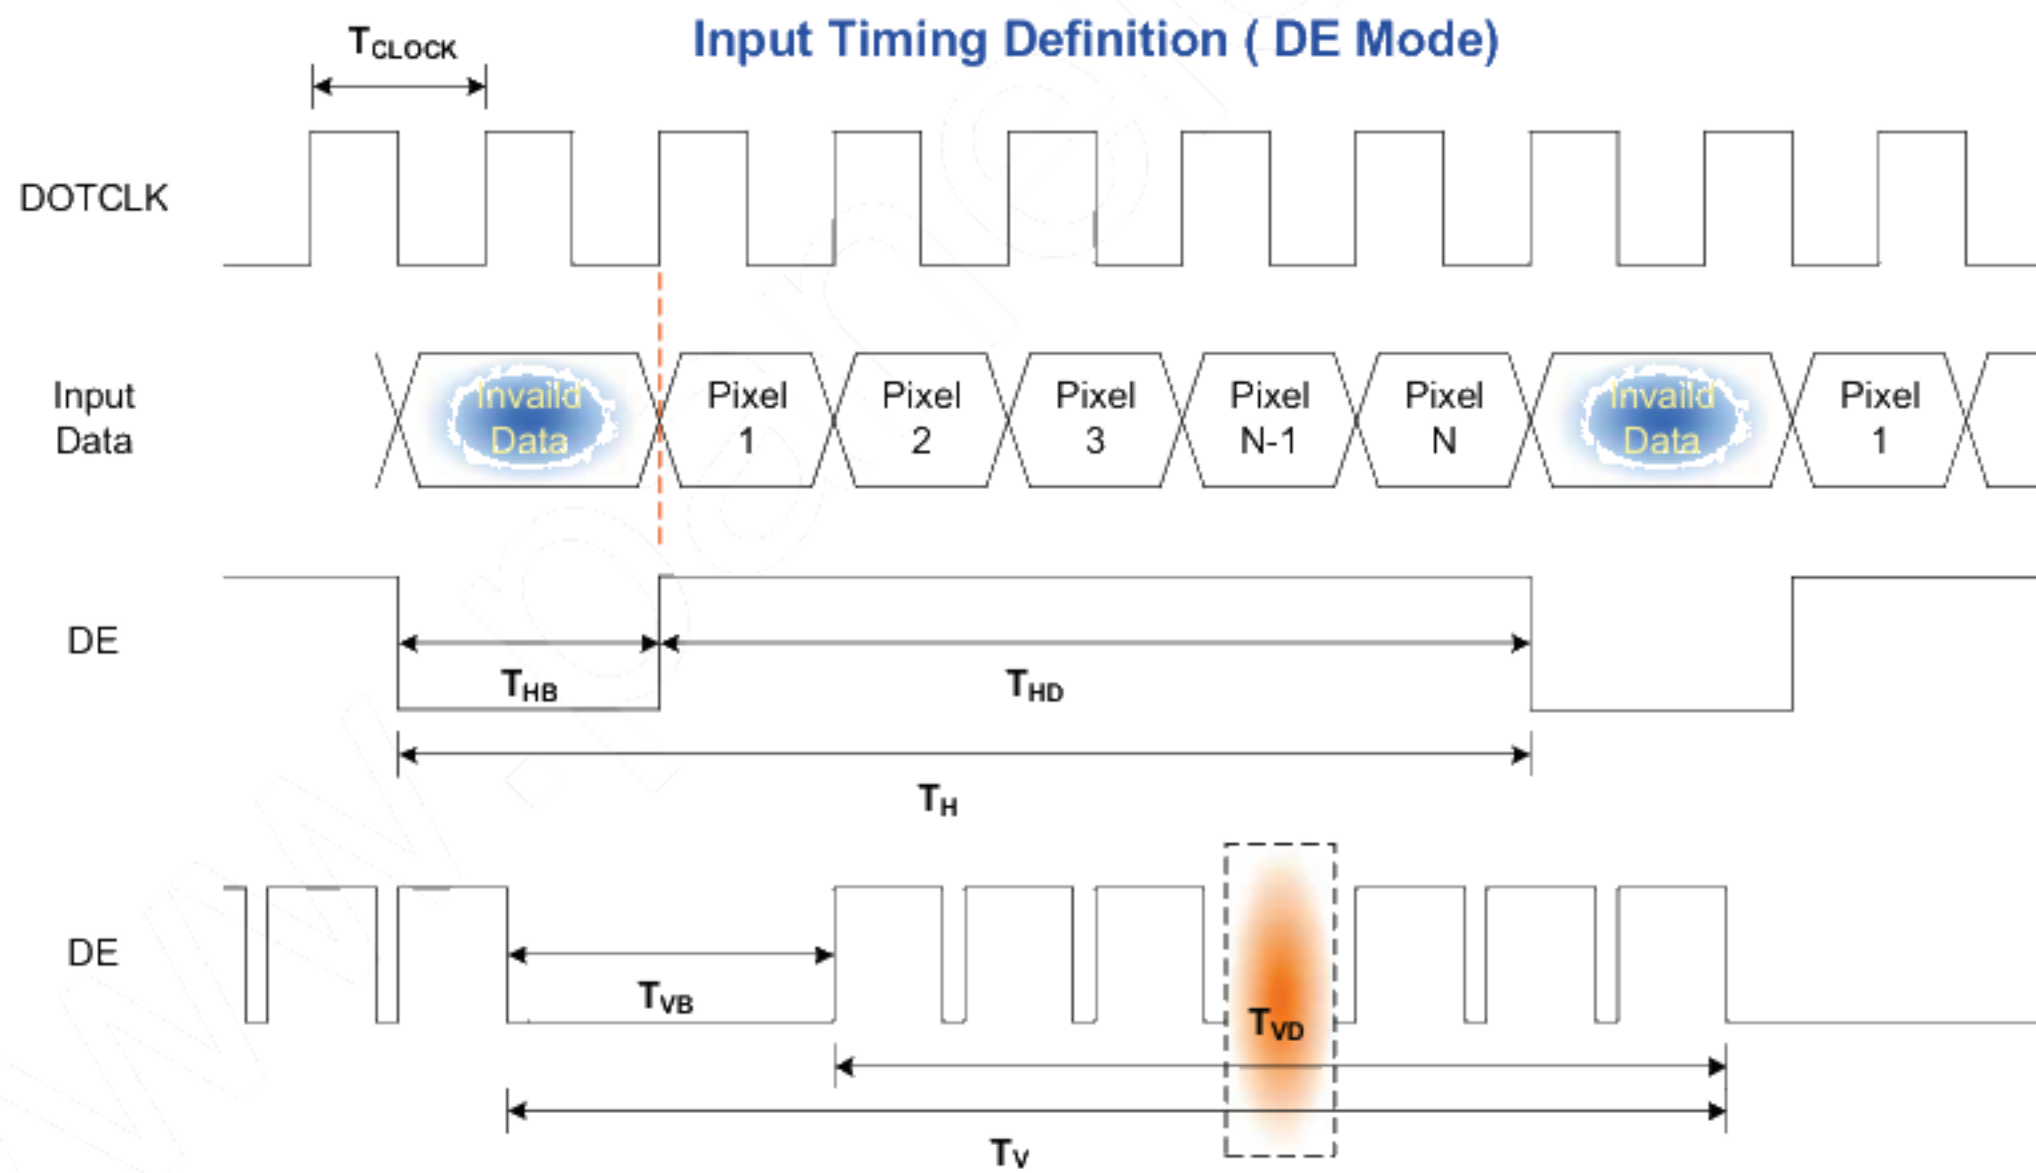 Input Timing Definition ( DE Mode)
TCLOCK
DOTCLK
Input
Data
Invaild
Data
Pixel
1
Pixel
2
Pixel
3
Pixel
N-1
Pixel
N
Invaild
Data
Pixel
1
DE
THB
THD
TH
DE
TVB
TVD
TV